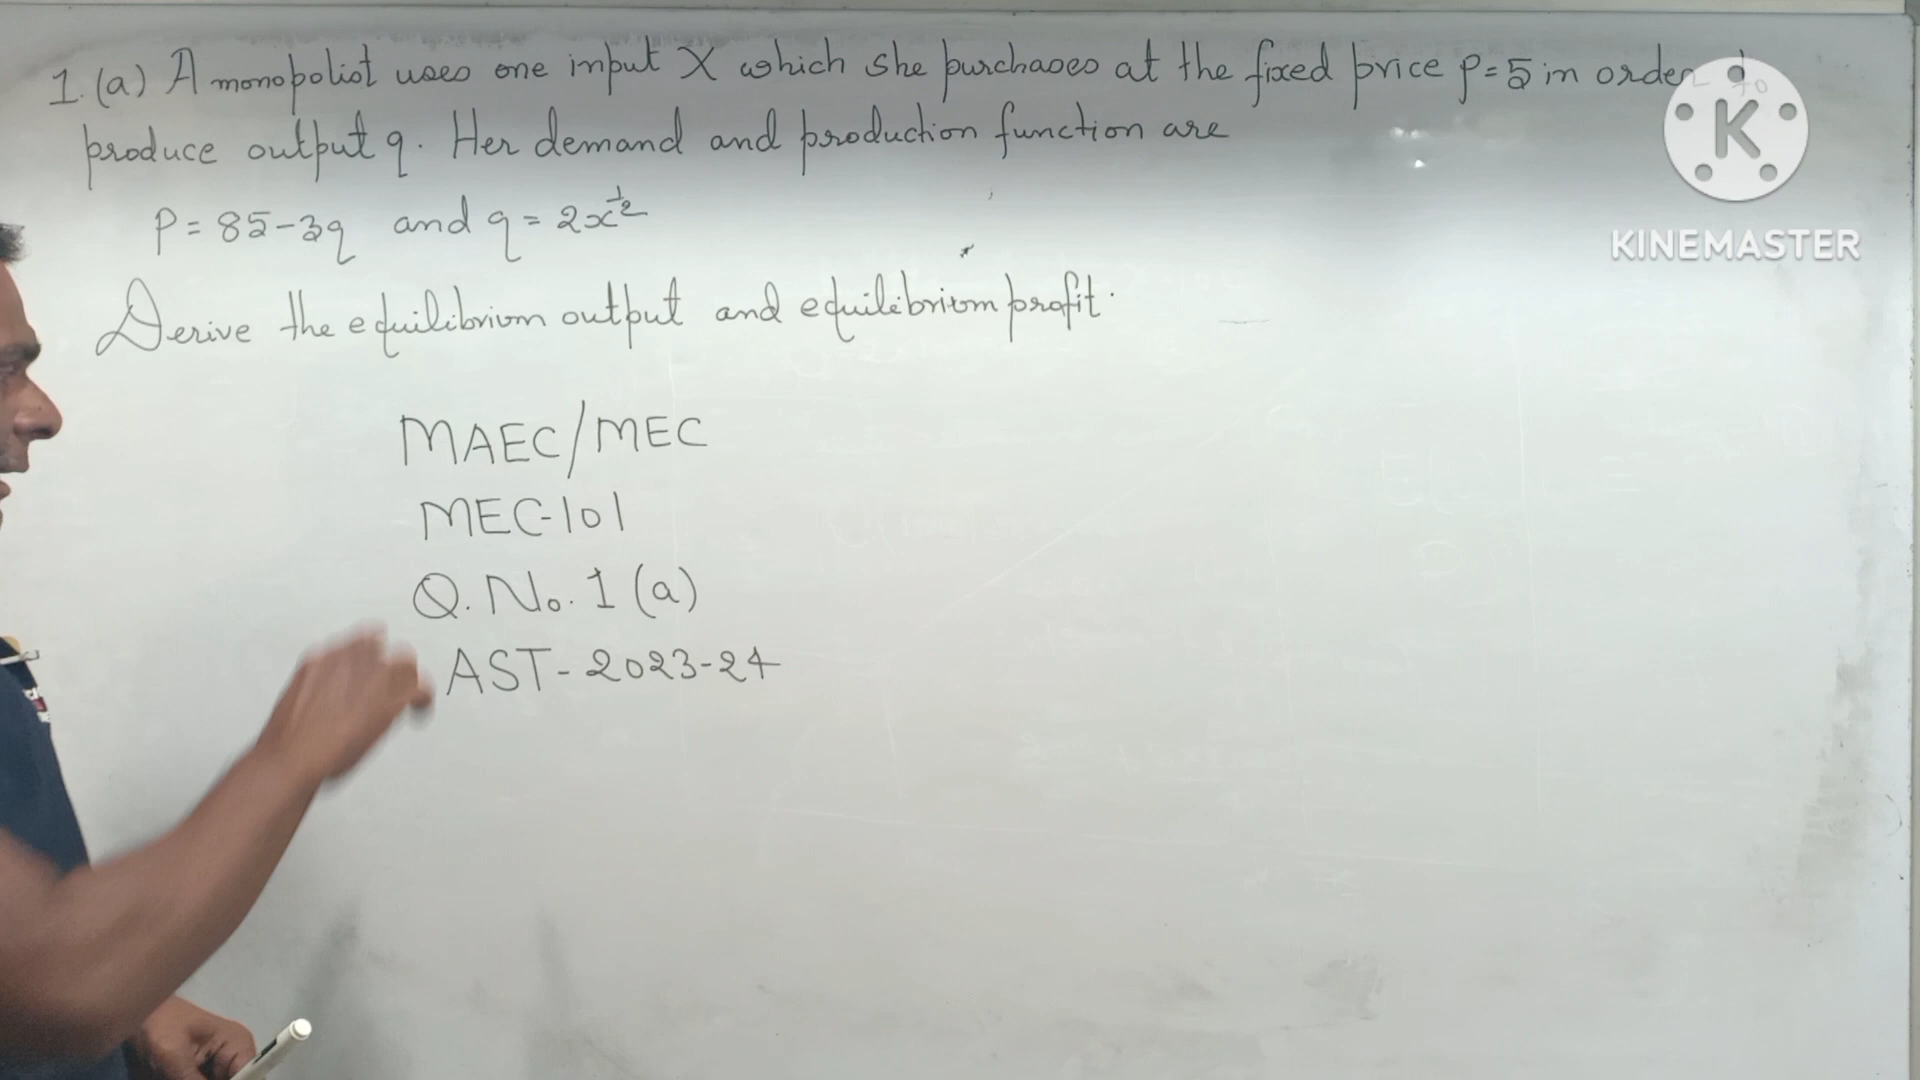 1. (a) A monopolist uses one input X which she purchases at the fixed price p=5 in order to
produce output q. Her demand and production function are
P = 85-3q and q = 2x^1/2
Derive the equilibrium output and equilibrium profit.
MAEC/MEC
MEC-101
Q. No. 1 (a)
AST-2023-24
K
KINEMASTER